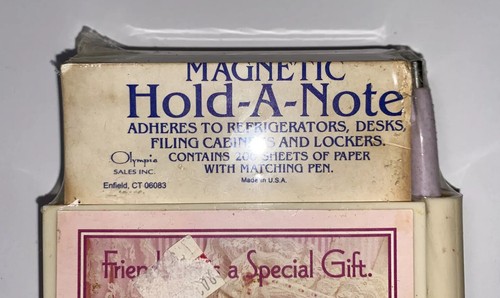 MAGNETIC
Hold-A-Note
ADHERES TO REFRIGERATORS, DESKS,
FILING CABINETS AND LOCKERS.
CONTAINS 200 SHEETS OF PAPER
WITH MATCHING PEN.
Made in U.S.A.
Olympia
SALES INC.
Enfield, CT 06083
a Special Gift.